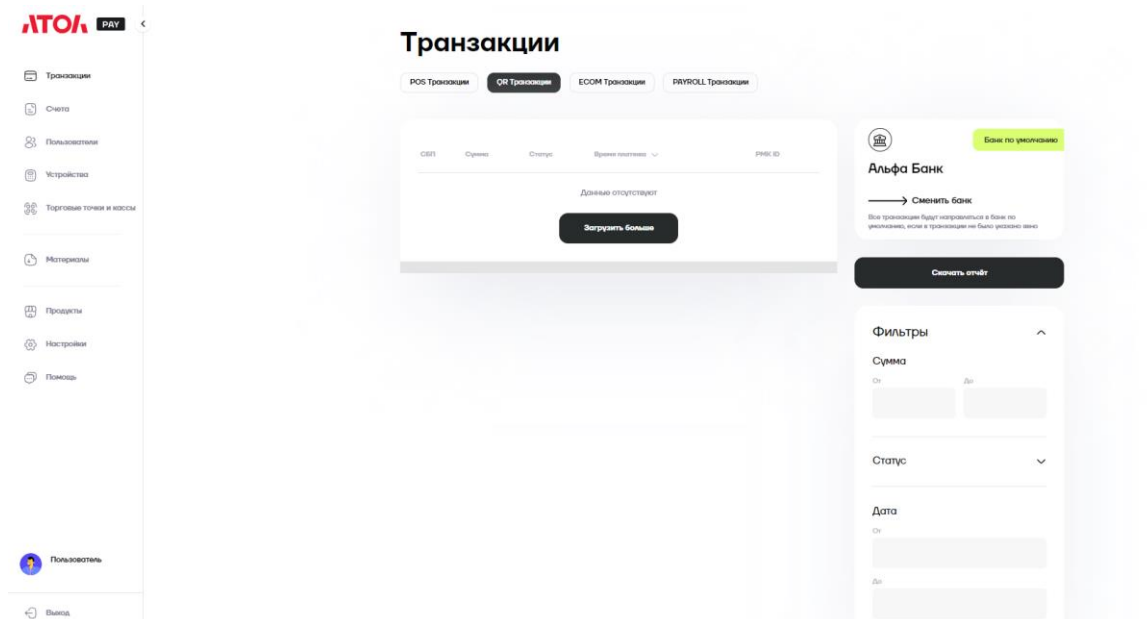 АТОЛ PAY
Транзакции
Счета
Пользователи
Устройства
Торговые точки и кассы
Материалы
Продукты
Настройки
Помощь
Пользователь
Выход
Транзакции
POS Транзакции QR Транзакции ECOM Транзакции PAYROLL Транзакции
СБП Сумма Статус Время платежа РМК ID
Данные отсутствуют
Загрузить больше
Банк по умолчанию
Альфа Банк
Сменить банк
Все транзакции будут направляться в банк по
умолчанию, если в транзакции не было указано явно
Скачать отчёт
Фильтры
Сумма
От До
Статус
Дата
От
До